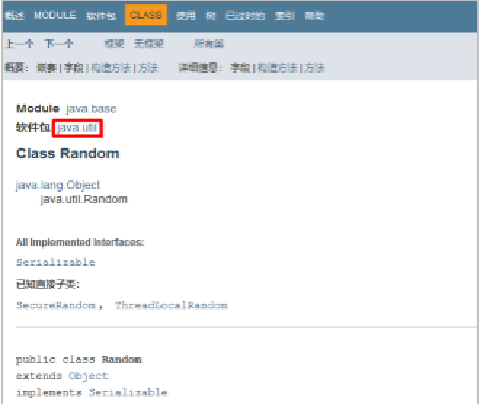 概述 MODULE 软件包 CLASS 使用 树 已过时的 索引 帮助
上一个 下一个 框架 无框架 所有类
概要: 嵌套 | 字段 | 构造方法 | 方法 详细信息: 字段 | 构造方法 | 方法
Module java.base
软件包 java.util
Class Random
java.lang.Object
java.util.Random
All Implemented Interfaces:
Serializable
已知直接子类:
SecureRandom, ThreadLocalRandom
public class Random
extends Object
implements Serializable